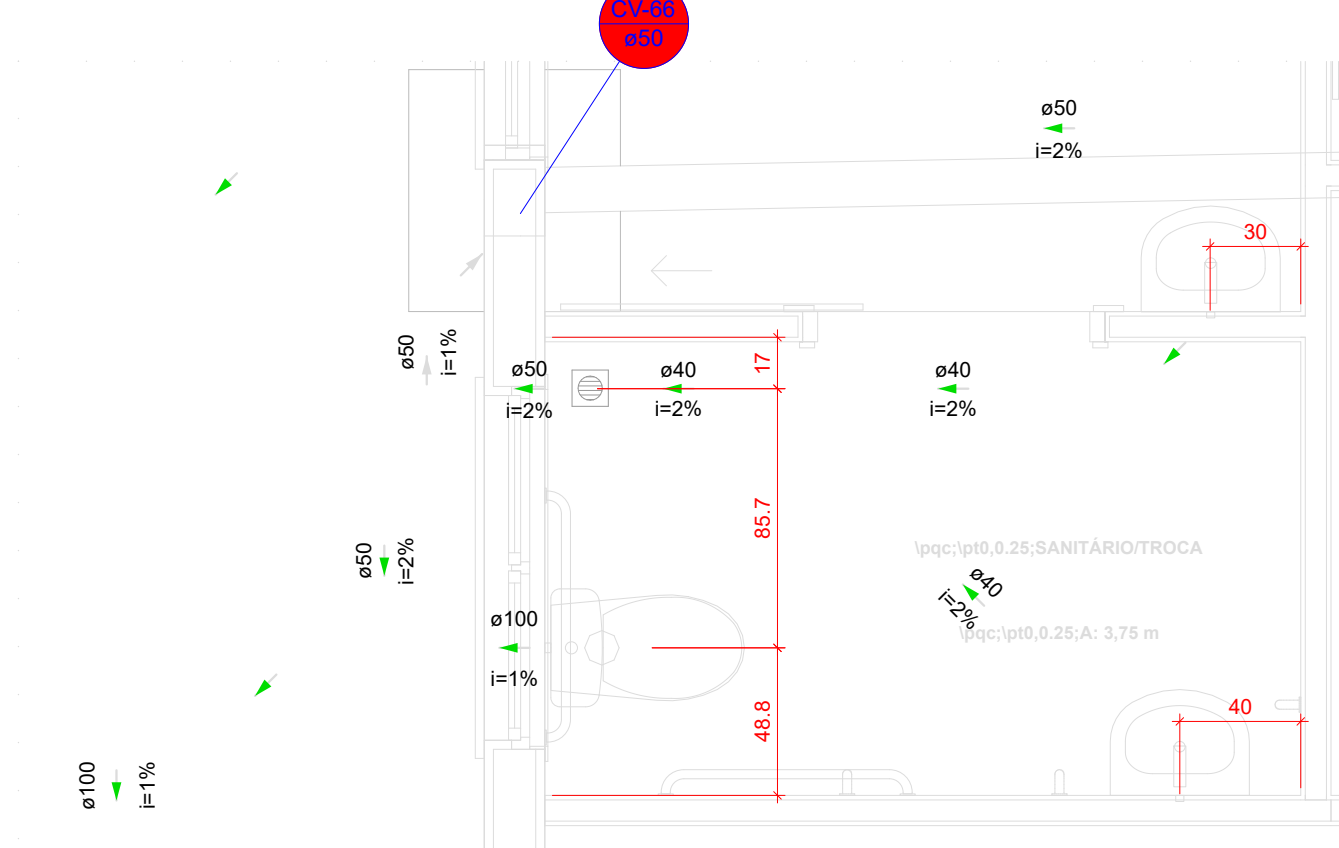 CV-66
ø50
ø50
i=2%
30
ø50
i=1%
17
ø50
i=2%
ø40
i=2%
ø40
i=2%
85.7
ø50
i=2%
\pqc;\pt0,0.25;SANITÁRIO/TROCA
ø40
i=2%
\pqc;\pt0,0.25;A: 3,75 m
ø100
i=1%
48.8
40
ø100
i=1%